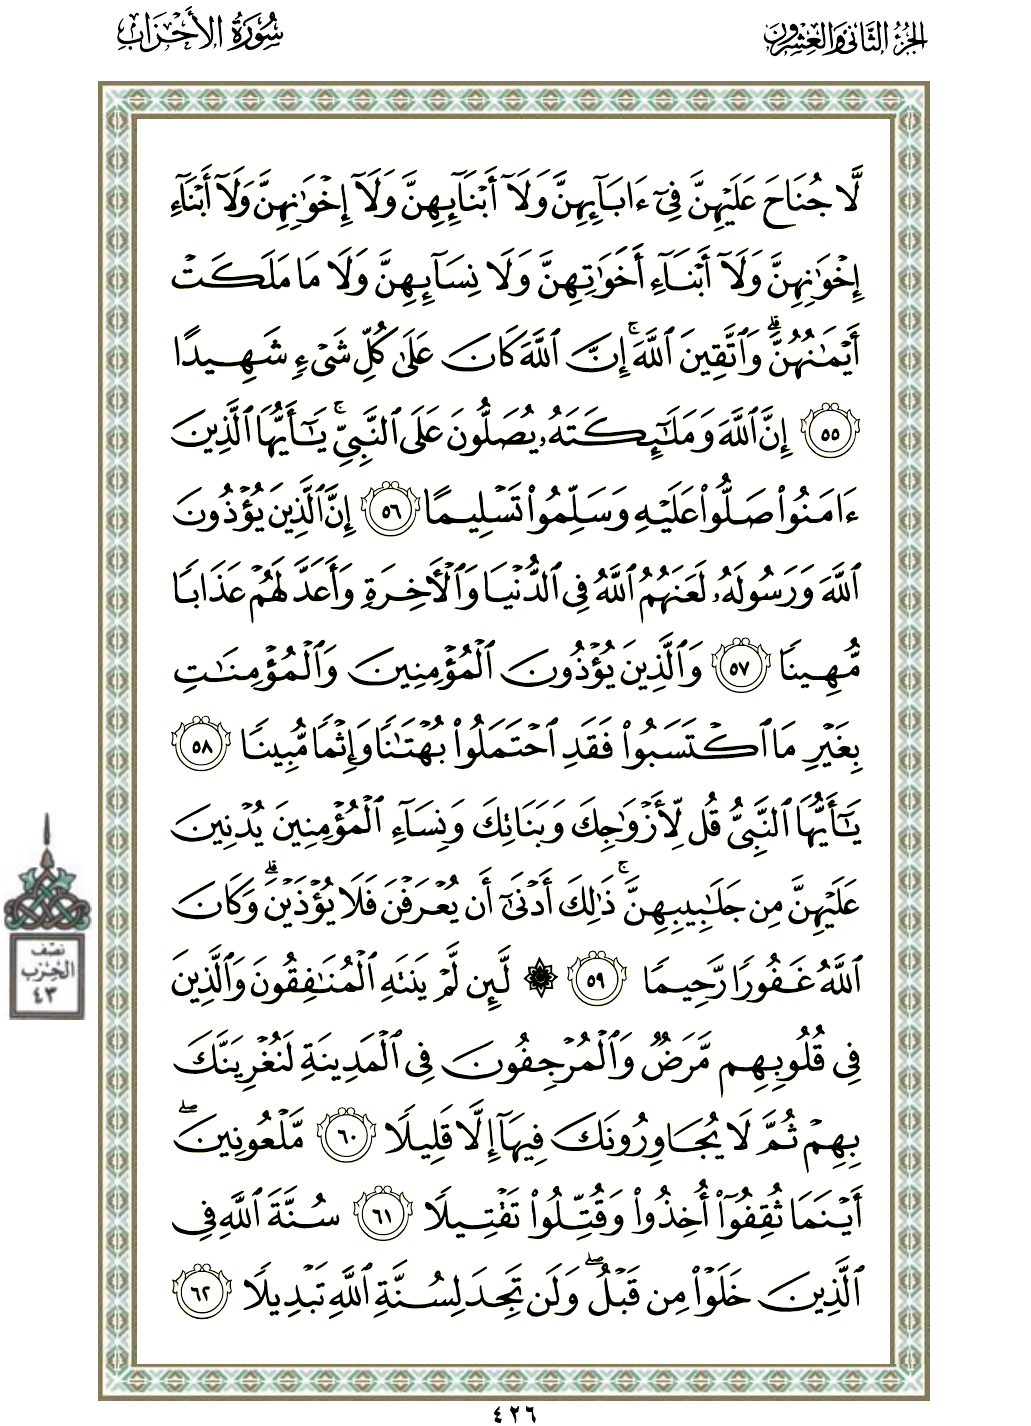 الجزء الثاني والعشرون
سُورَةُ الأَحْزَاب
لَّا جُنَاحَ عَلَيْهِنَّ فِىٓ ءَابَآئِهِنَّ وَلَآ أَبْنَآئِهِنَّ وَلَآ إِخْوَٰنِهِنَّ وَلَآ أَبْنَآءِ
إِخْوَٰنِهِنَّ وَلَآ أَبْنَآءِ أَخَوَٰتِهِنَّ وَلَا نِسَآئِهِنَّ وَلَا مَا مَلَكَتْ
أَيْمَٰنُهُنَّ ۗ وَٱتَّقِينَ ٱللَّهَ ۚ إِنَّ ٱللَّهَ كَانَ عَلَىٰ كُلِّ شَىْءٍ شَهِيدًا
٥٥ إِنَّ ٱللَّهَ وَمَلَٰٓئِكَتَهُۥ يُصَلُّونَ عَلَى ٱلنَّبِىِّ ۚ يَٰٓأَيُّهَا ٱلَّذِينَ
ءَامَنُوا۟ صَلُّوا۟ عَلَيْهِ وَسَلِّمُوا۟ تَسْلِيمًا ٥٦ إِنَّ ٱلَّذِينَ يُؤْذُونَ
ٱللَّهَ وَرَسُولَهُۥ لَعَنَهُمُ ٱللَّهُ فِى ٱلدُّنْيَا وَٱلْءَاخِرَةِ وَأَعَدَّ لَهُمْ عَذَابًا
مُّهِينًا ٥٧ وَٱلَّذِينَ يُؤْذُونَ ٱلْمُؤْمِنِينَ وَٱلْمُؤْمِنَٰتِ
بِغَيْرِ مَا ٱكْتَسَبُوا۟ فَقَدِ ٱحْتَمَلُوا۟ بُهْتَٰنًا وَإِثْمًا مُّبِينًا ٥٨
يَٰٓأَيُّهَا ٱلنَّبِىُّ قُل لِّأَزْوَٰجِكَ وَبَنَاتِكَ وَنِسَآءِ ٱلْمُؤْمِنِينَ يُدْنِينَ
عَلَيْهِنَّ مِن جَلَٰبِيبِهِنَّ ۚ ذَٰلِكَ أَدْنَىٰٓ أَن يُعْرَفْنَ فَلَا يُؤْذَيْنَ ۗ وَكَانَ
ٱللَّهُ غَفُورًا رَّحِيمًا ٥٩ ۞ لَّئِن لَّمْ يَنتَهِ ٱلْمُنَٰفِقُونَ وَٱلَّذِينَ
فِى قُلُوبِهِم مَّرَضٌ وَٱلْمُرْجِفُونَ فِى ٱلْمَدِينَةِ لَنُغْرِيَنَّكَ
بِهِمْ ثُمَّ لَا يُجَاوِرُونَكَ فِيهَآ إِلَّا قَلِيلًا ٦٠ مَّلْعُونِينَ ۖ
أَيْنَمَا ثُقِفُوٓا۟ أُخِذُوا۟ وَقُتِّلُوا۟ تَقْتِيلًا ٦١ سُنَّةَ ٱللَّهِ فِى
ٱلَّذِينَ خَلَوْا۟ مِن قَبْلُ ۖ وَلَن تَجِدَ لِسُنَّةِ ٱللَّهِ تَبْدِيلًا ٦٢
نصف
الحزب
٤٣
٤٢٦